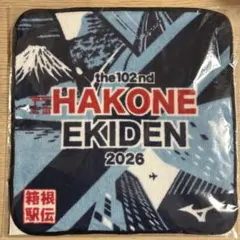 the 102nd
HAKONE
EKIDEN
2026
箱根
駅伝